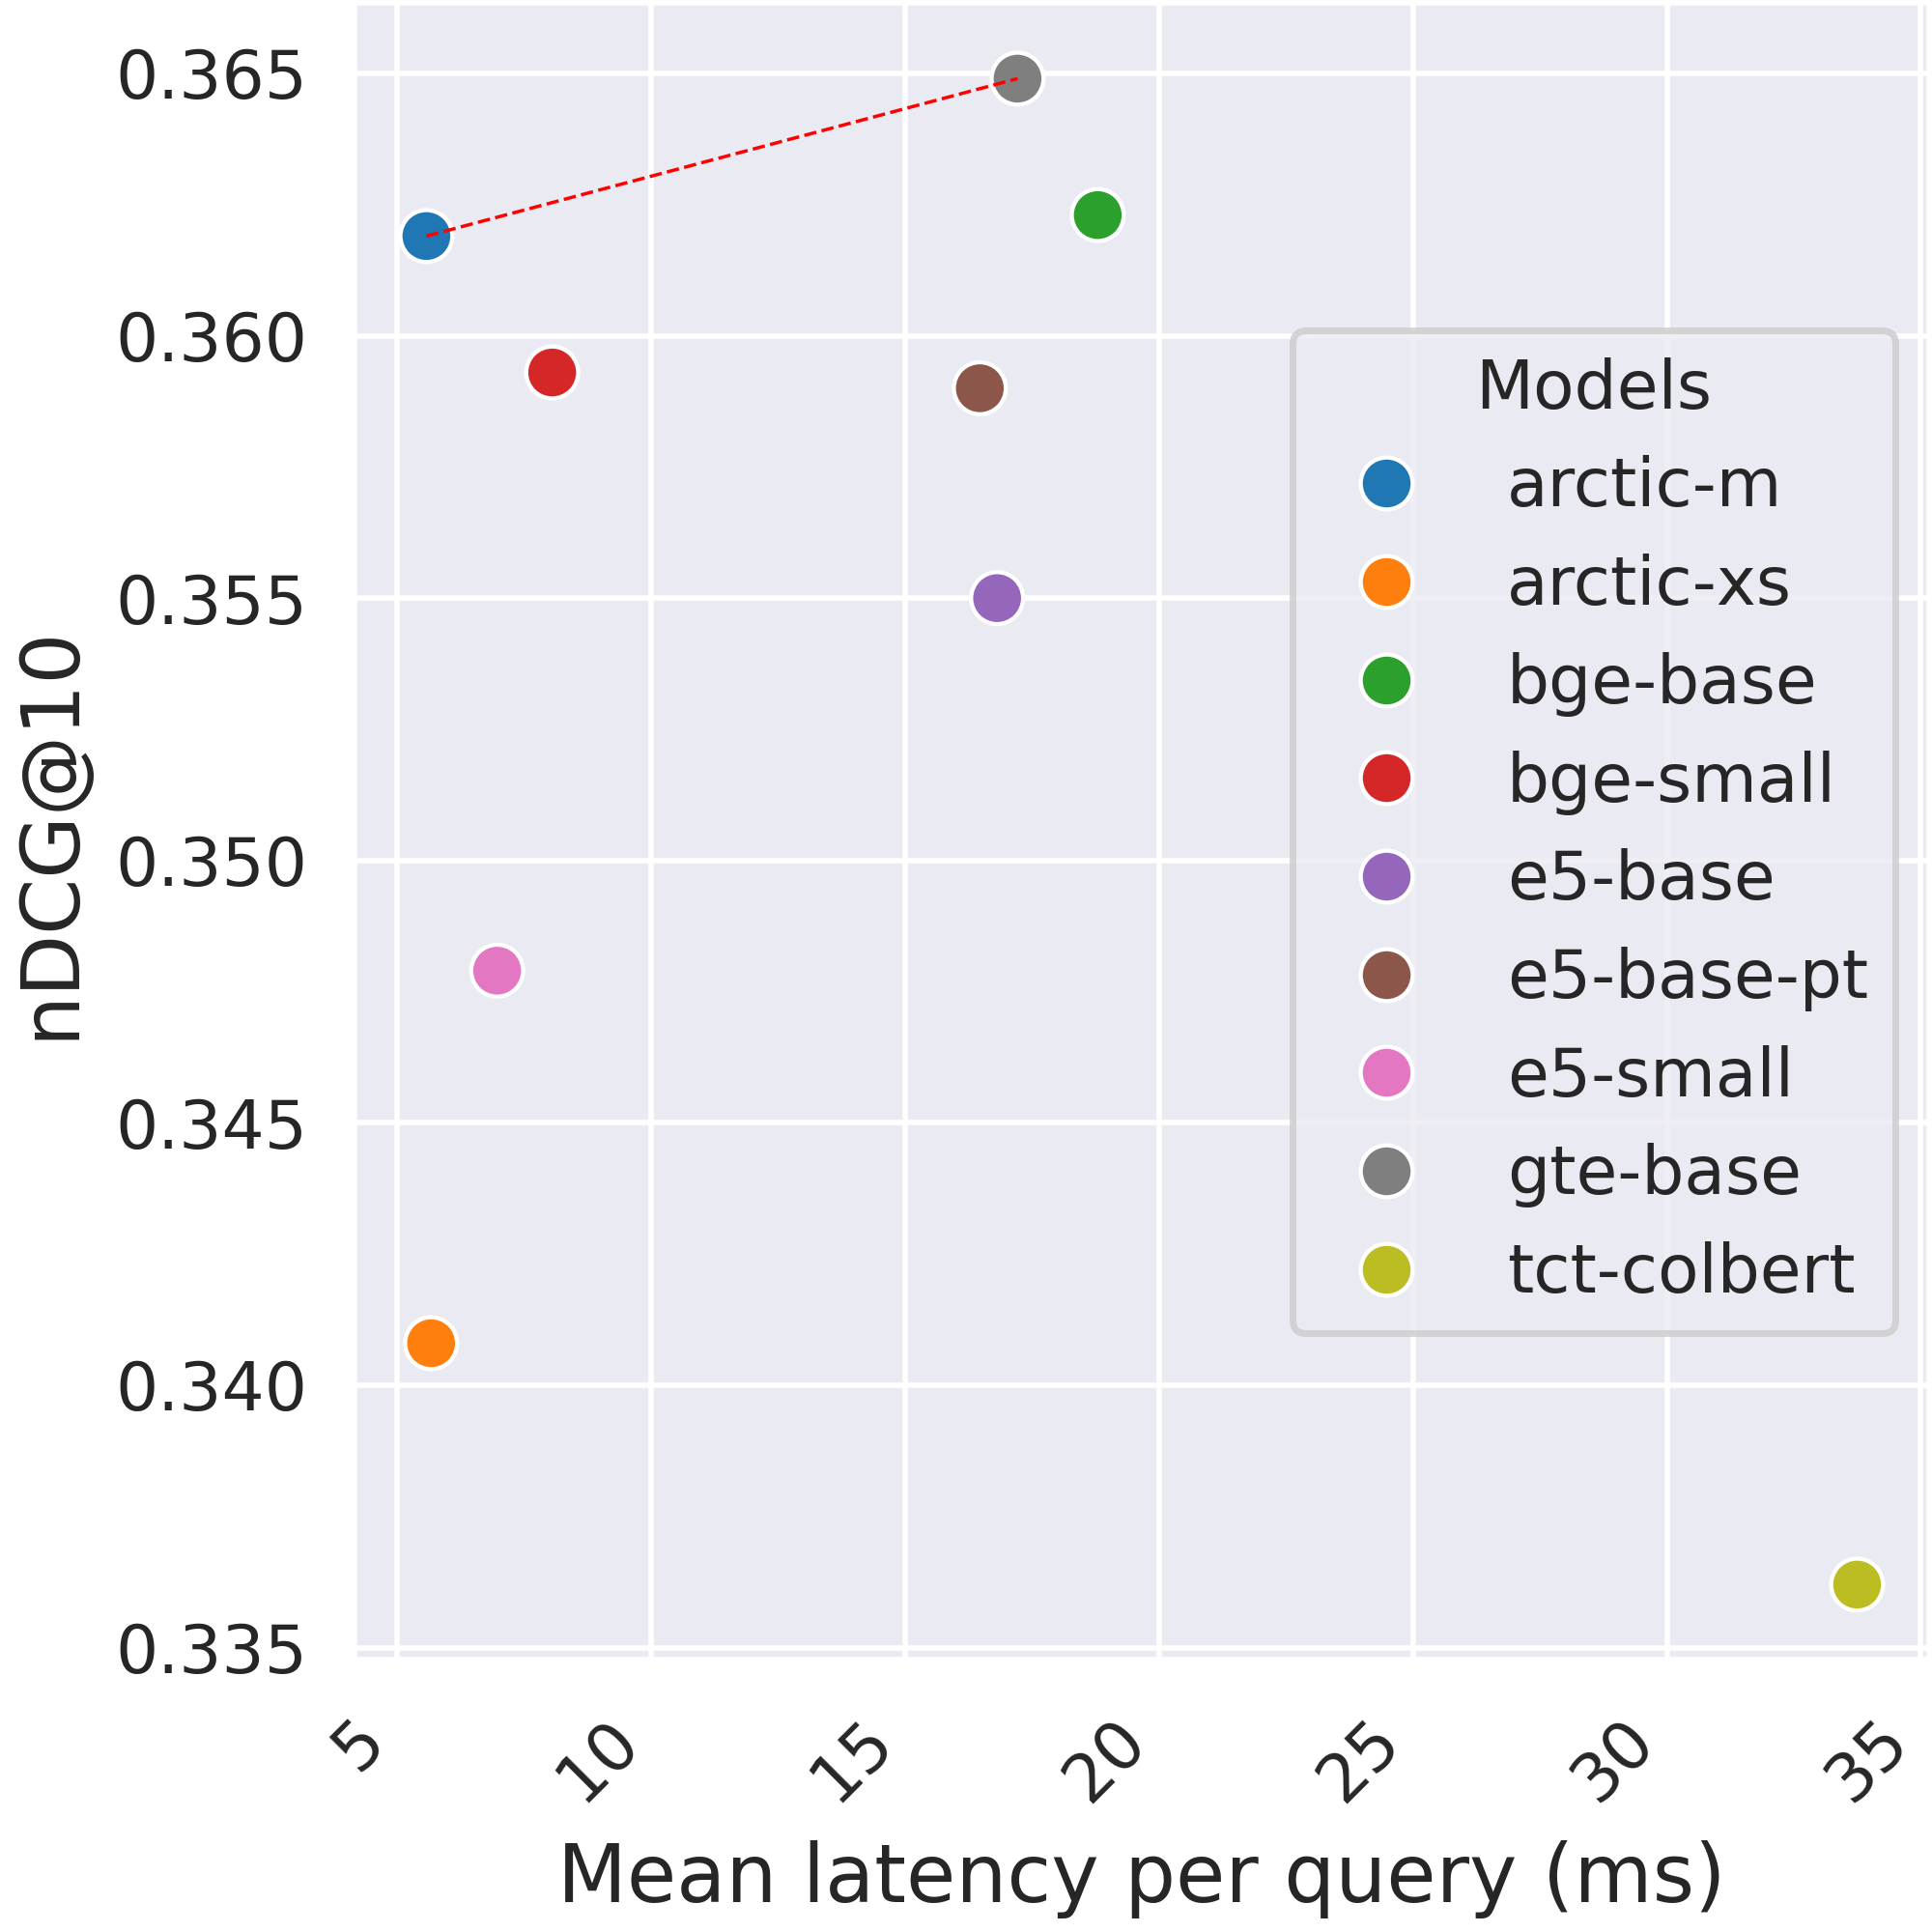 0.365
0.360
0.355
0.350
0.345
0.340
0.335
nDCG@10
5
10
15
20
25
30
35
Mean latency per query (ms)
Models
arctic-m
arctic-xs
bge-base
bge-small
e5-base
e5-base-pt
e5-small
gte-base
tct-colbert